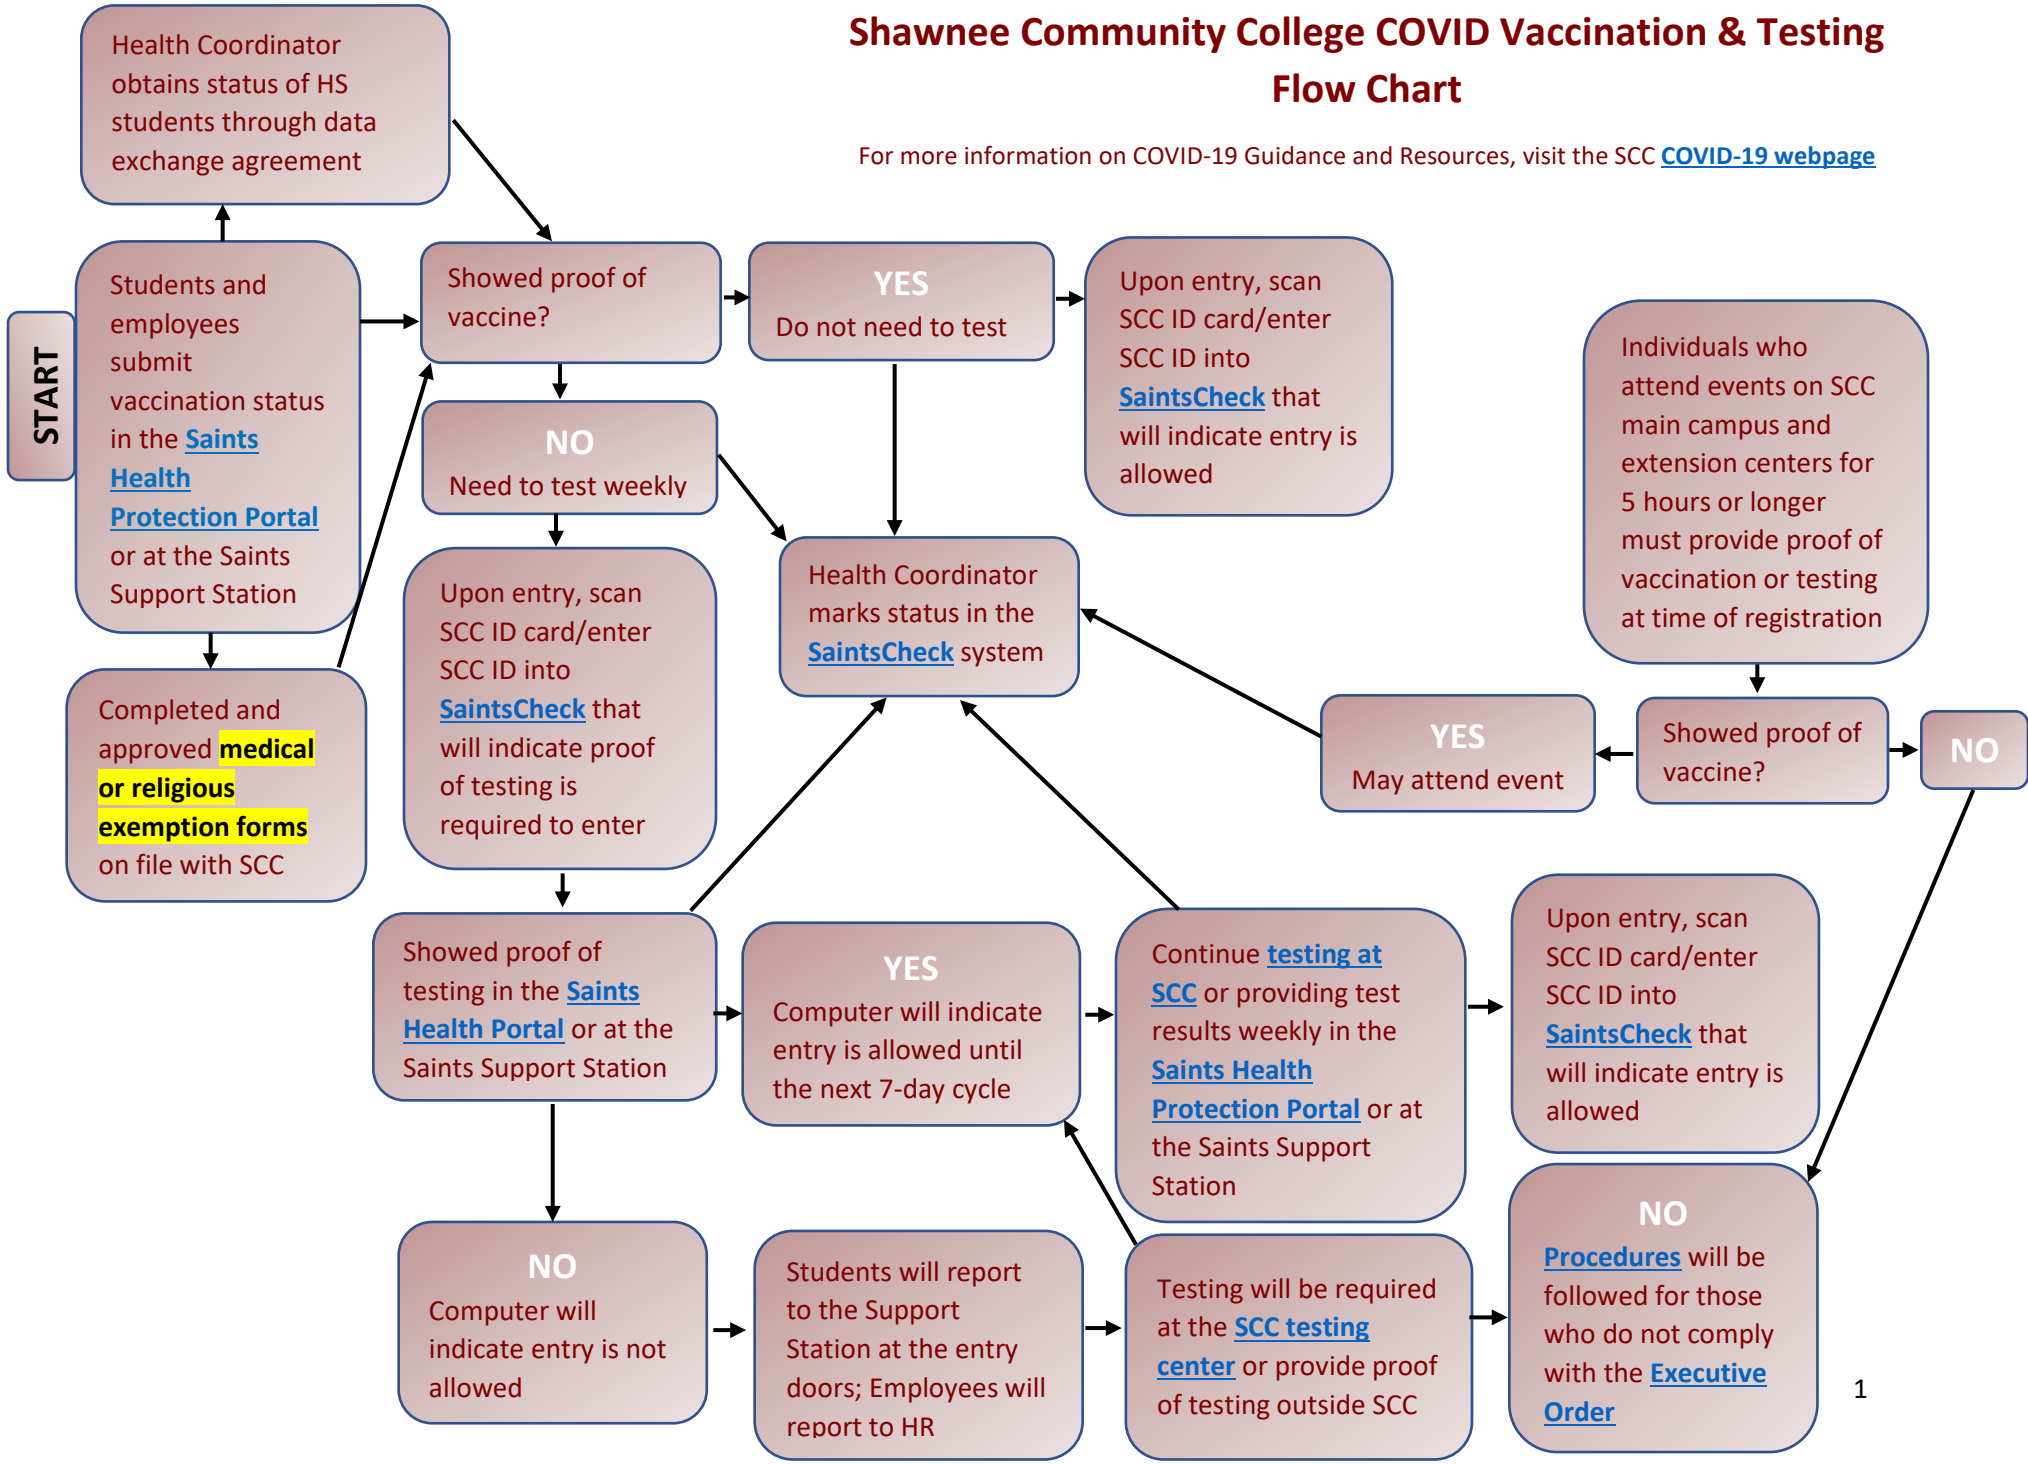 Shawnee Community College COVID Vaccination & Testing
Flow Chart
For more information on COVID-19 Guidance and Resources, visit the SCC COVID-19 webpage
Health Coordinator
obtains status of HS
students through data
exchange agreement
START
Students and
employees
submit
vaccination status
in the Saints
Health
Protection Portal
or at the Saints
Support Station
Completed and
approved medical
or religious
exemption forms
on file with SCC
Showed proof of
vaccine?
YES
Do not need to test
Upon entry, scan
SCC ID card/enter
SCC ID into
SaintsCheck that
will indicate entry is
allowed
NO
Need to test weekly
Upon entry, scan
SCC ID card/enter
SCC ID into
SaintsCheck that
will indicate proof
of testing is
required to enter
Health Coordinator
marks status in the
SaintsCheck system
Individuals who
attend events on SCC
main campus and
extension centers for
5 hours or longer
must provide proof of
vaccination or testing
at time of registration
Showed proof of
vaccine?
YES
May attend event
NO
Showed proof of
testing in the Saints
Health Portal or at the
Saints Support Station
YES
Computer will indicate
entry is allowed until
the next 7-day cycle
Continue testing at
SCC or providing test
results weekly in the
Saints Health
Protection Portal or at
the Saints Support
Station
Upon entry, scan
SCC ID card/enter
SCC ID into
SaintsCheck that
will indicate entry is
allowed
NO
Computer will
indicate entry is not
allowed
Students will report
to the Support
Station at the entry
doors; Employees will
report to HR
Testing will be required
at the SCC testing
center or provide proof
of testing outside SCC
NO
Procedures will be
followed for those
who do not comply
with the Executive
Order
1